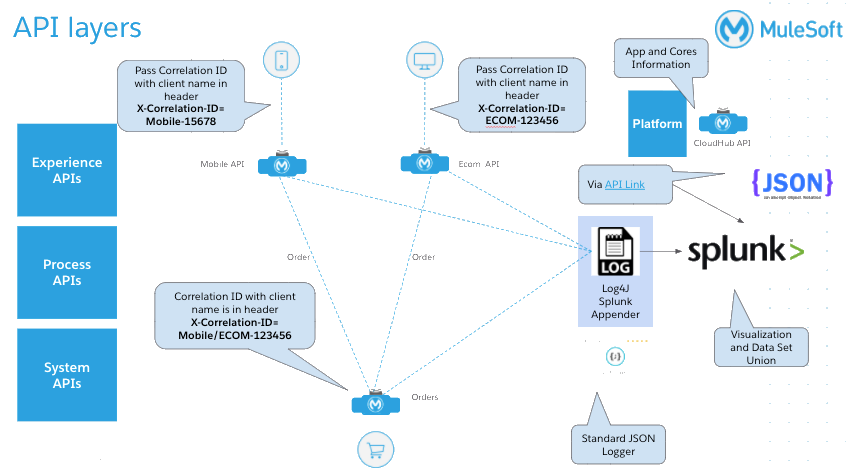 API layers
MuleSoft
App and Cores
Information
Pass Correlation ID
with client name in
header
X-Correlation-ID=
Mobile-15678
Pass Correlation ID
with client name in
header
X-Correlation-ID=
ECOM-123456
Platform
CloudHub API
Experience
APIs
Mobile API
Ecom API
Via API Link
{JSON}
splunk>
LOG
Log4J
Splunk
Appender
Process
APIs
Order
Order
Correlation ID with client
name is in header
X-Correlation-ID=
Mobile/ECOM-123456
System
APIs
Visualization
and Data Set
Union
Orders
Standard JSON
Logger